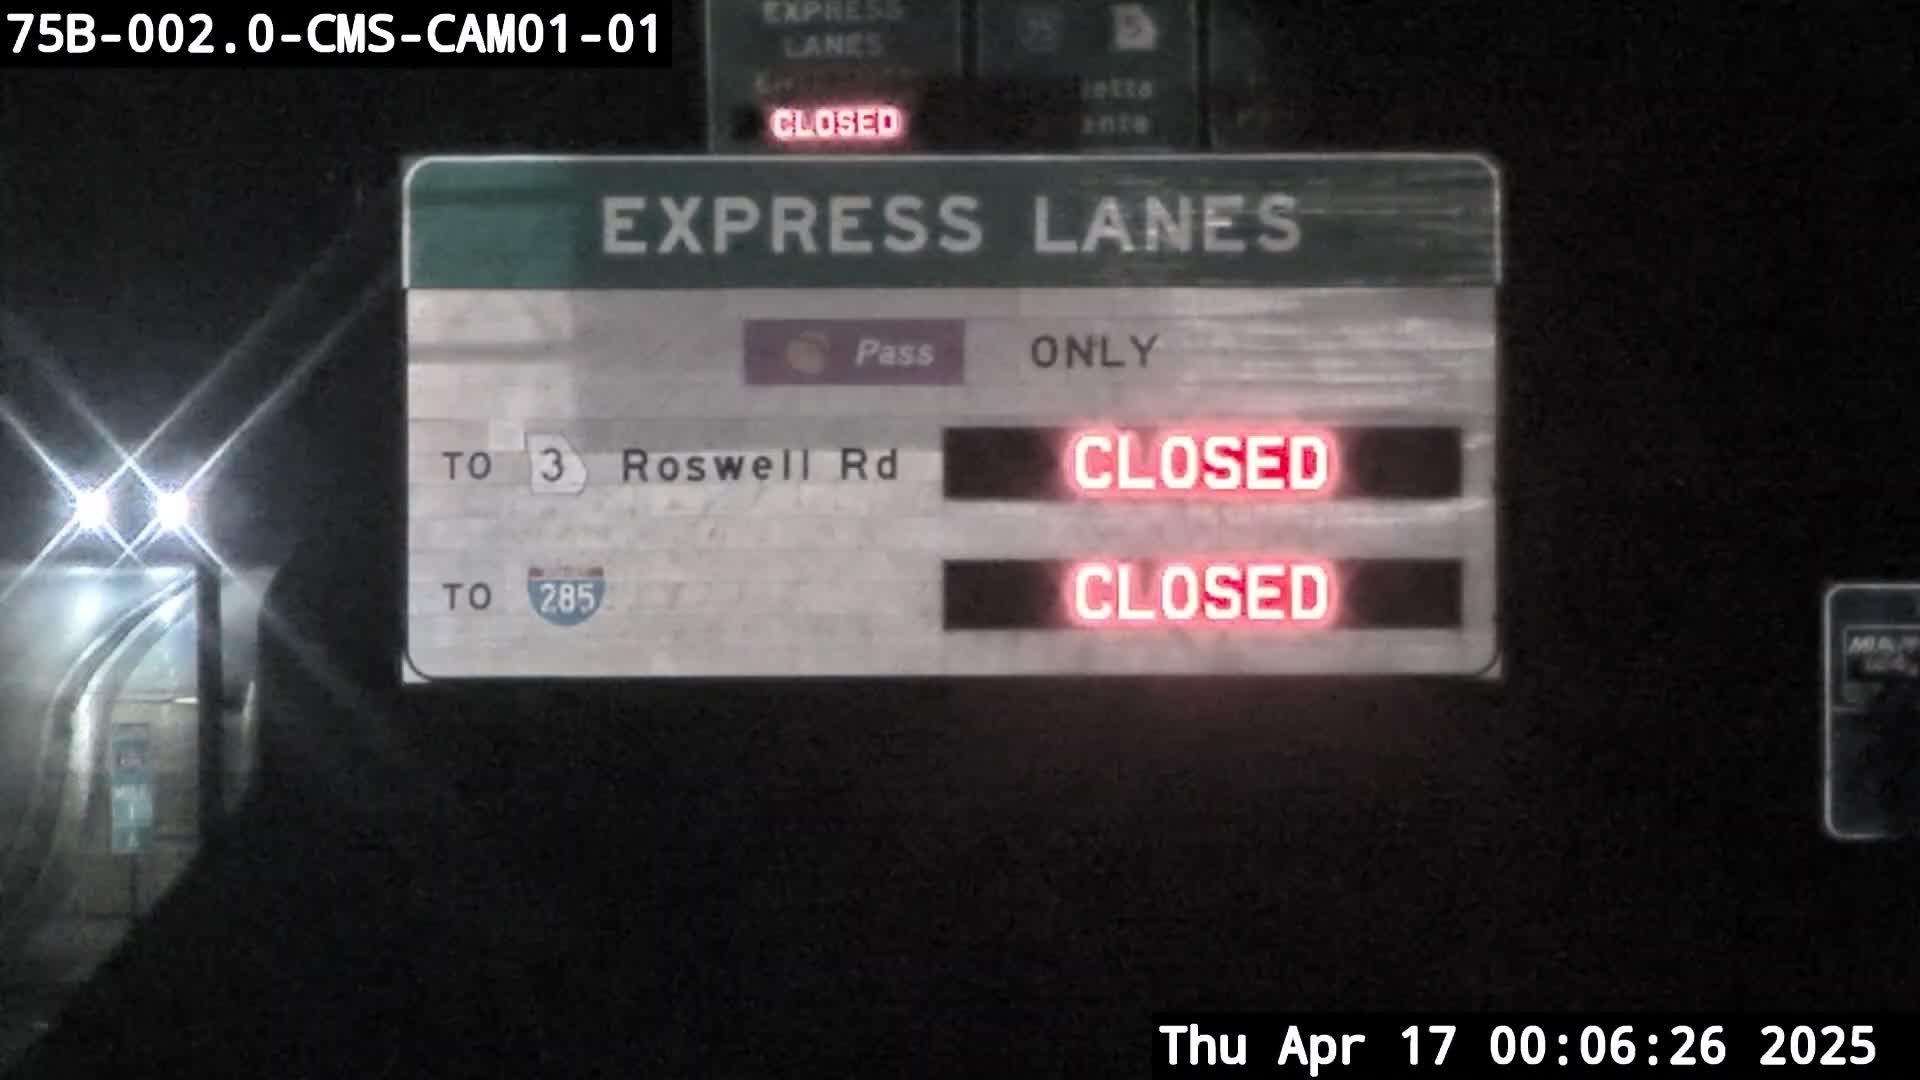 75B-002.0-CMS-CAM01-01
EXPRESS
LANES
CLOSED
EXPRESS LANES
Pass ONLY
TO 3 Roswell Rd CLOSED
TO 285 CLOSED
Thu Apr 17 00:06:26 2025